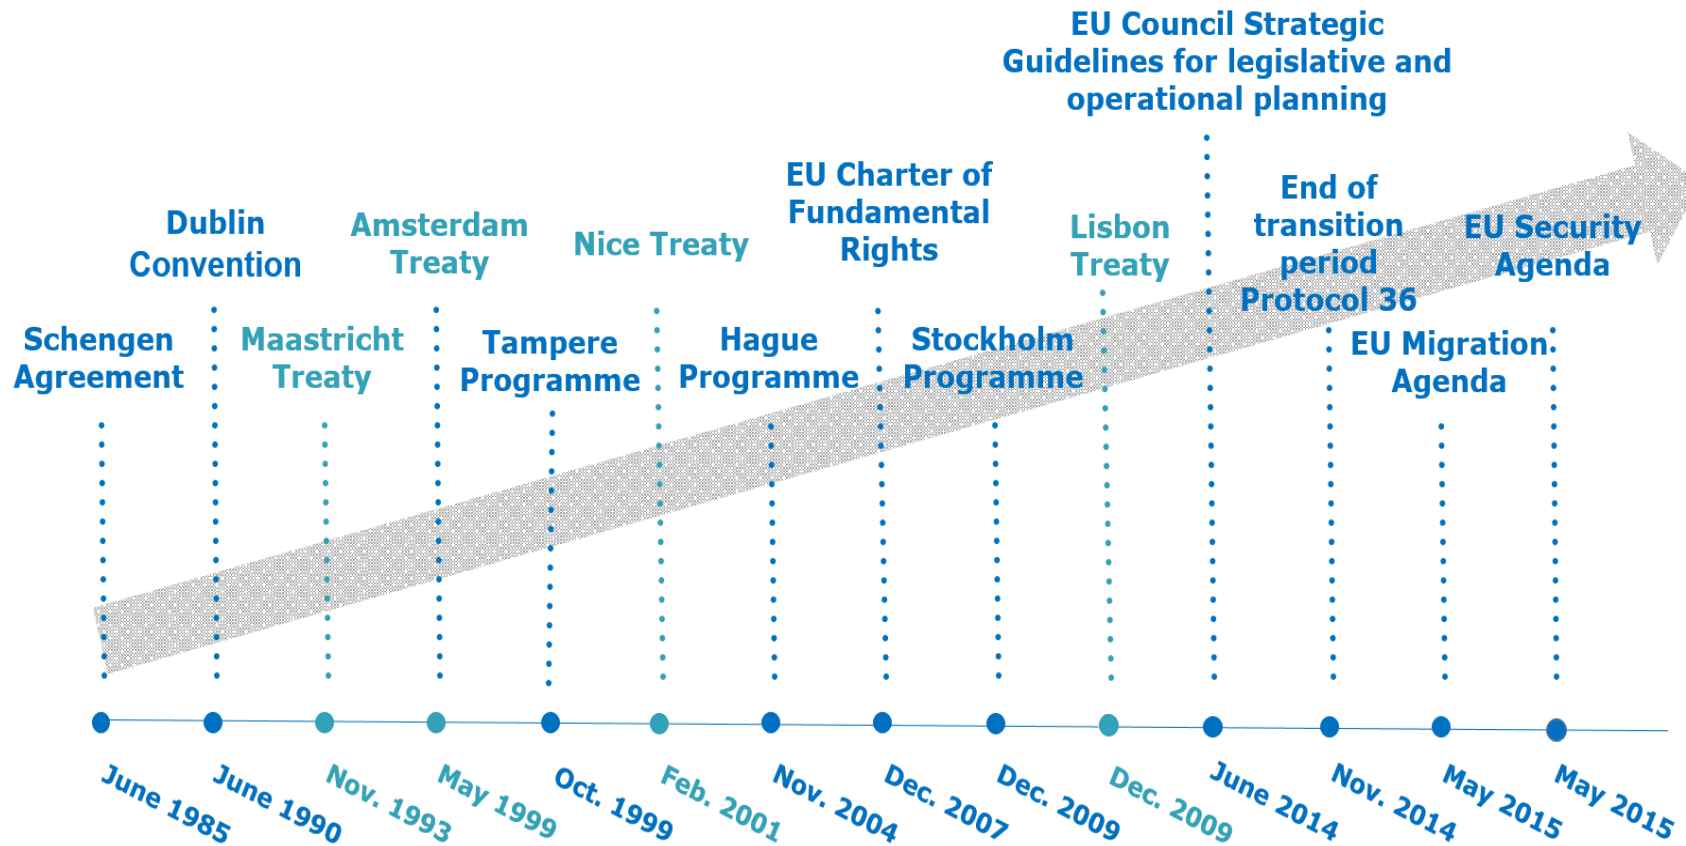 EU Council Strategic
Guidelines for legislative and
operational planning
EU Charter of
Fundamental
Rights
End of
transition
period
Protocol 36
Dublin
Convention
Amsterdam
Treaty
Nice Treaty
Lisbon
Treaty
EU Security
Agenda
Schengen
Agreement
Maastricht
Treaty
Tampere
Programme
Hague
Programme
Stockholm
Programme
EU Migration
Agenda
June 1985
June 1990
Nov. 1993
May 1999
Oct. 1999
Feb. 2001
Nov. 2004
Dec. 2007
Dec. 2009
Dec. 2009
June 2014
Nov. 2014
May 2015
May 2015